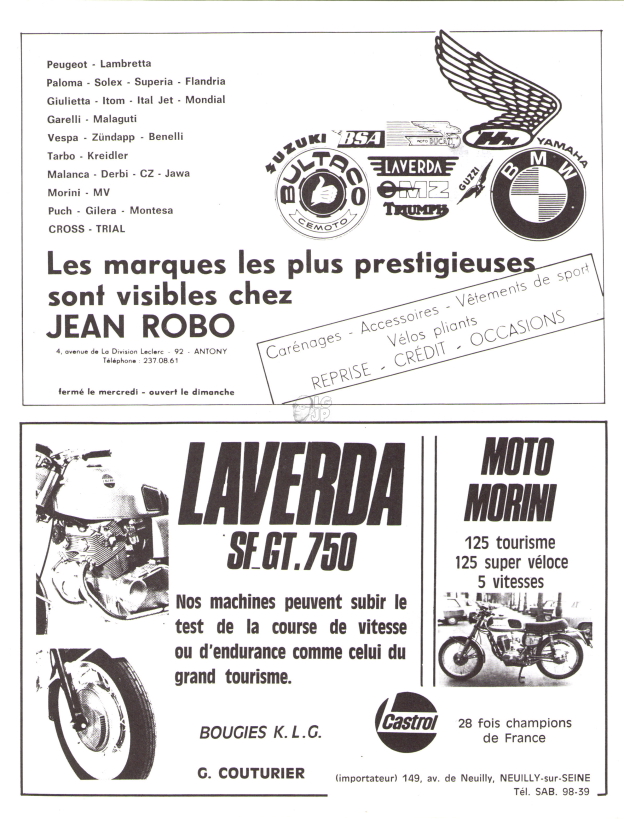 Peugeot - Lambretta
Paloma - Solex - Superia - Flandria
Giulietta - Itom - Ital Jet - Mondial
Garelli - Malaguti
Vespa - Zündapp - Benelli
Tarbo - Kreidler
Malanca - Derbi - CZ - Jawa
Morini - MV
Puch - Gilera - Montesa
CROSS - TRIAL
SUZUKI
BSA
MOTO DUCATI
HM
YAMAHA
BULTACO
CEMOTO
LAVERDA
MZ
TRIUMPH
GUZZI
BMW
Les marques les plus prestigieuses
sont visibles chez
JEAN ROBO
4, avenue de La Division Leclerc - 92 - ANTONY
Téléphone : 237.08.61
fermé le mercredi - ouvert le dimanche
Carénages - Accessoires - Vêtements de sport
Vélos pliants
REPRISE - CRÉDIT - OCCASIONS
LG
JP
LAVERDA
SF_GT.750
Nos machines peuvent subir le
test de la course de vitesse
ou d'endurance comme celui du
grand tourisme.
BOUGIES K.L.G.
G. COUTURIER
MOTO
MORINI
125 tourisme
125 super véloce
5 vitesses
Castrol
28 fois champions
de France
(importateur) 149, av. de Neuilly, NEUILLY-sur-SEINE
Tél. SAB. 98-39